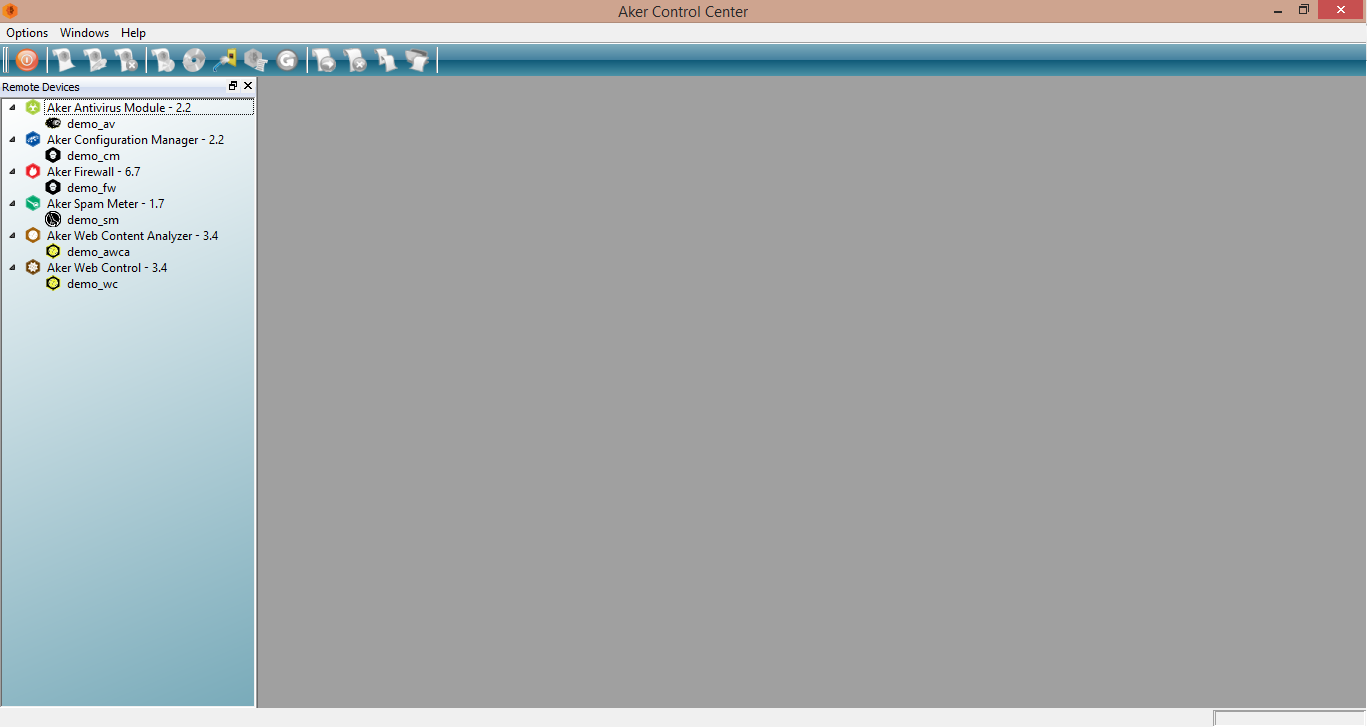 Aker Control Center
Options Windows Help
Remote Devices
Aker Antivirus Module - 2.2
demo_av
Aker Configuration Manager - 2.2
demo_cm
Aker Firewall - 6.7
demo_fw
Aker Spam Meter - 1.7
demo_sm
Aker Web Content Analyzer - 3.4
demo_awca
Aker Web Control - 3.4
demo_wc